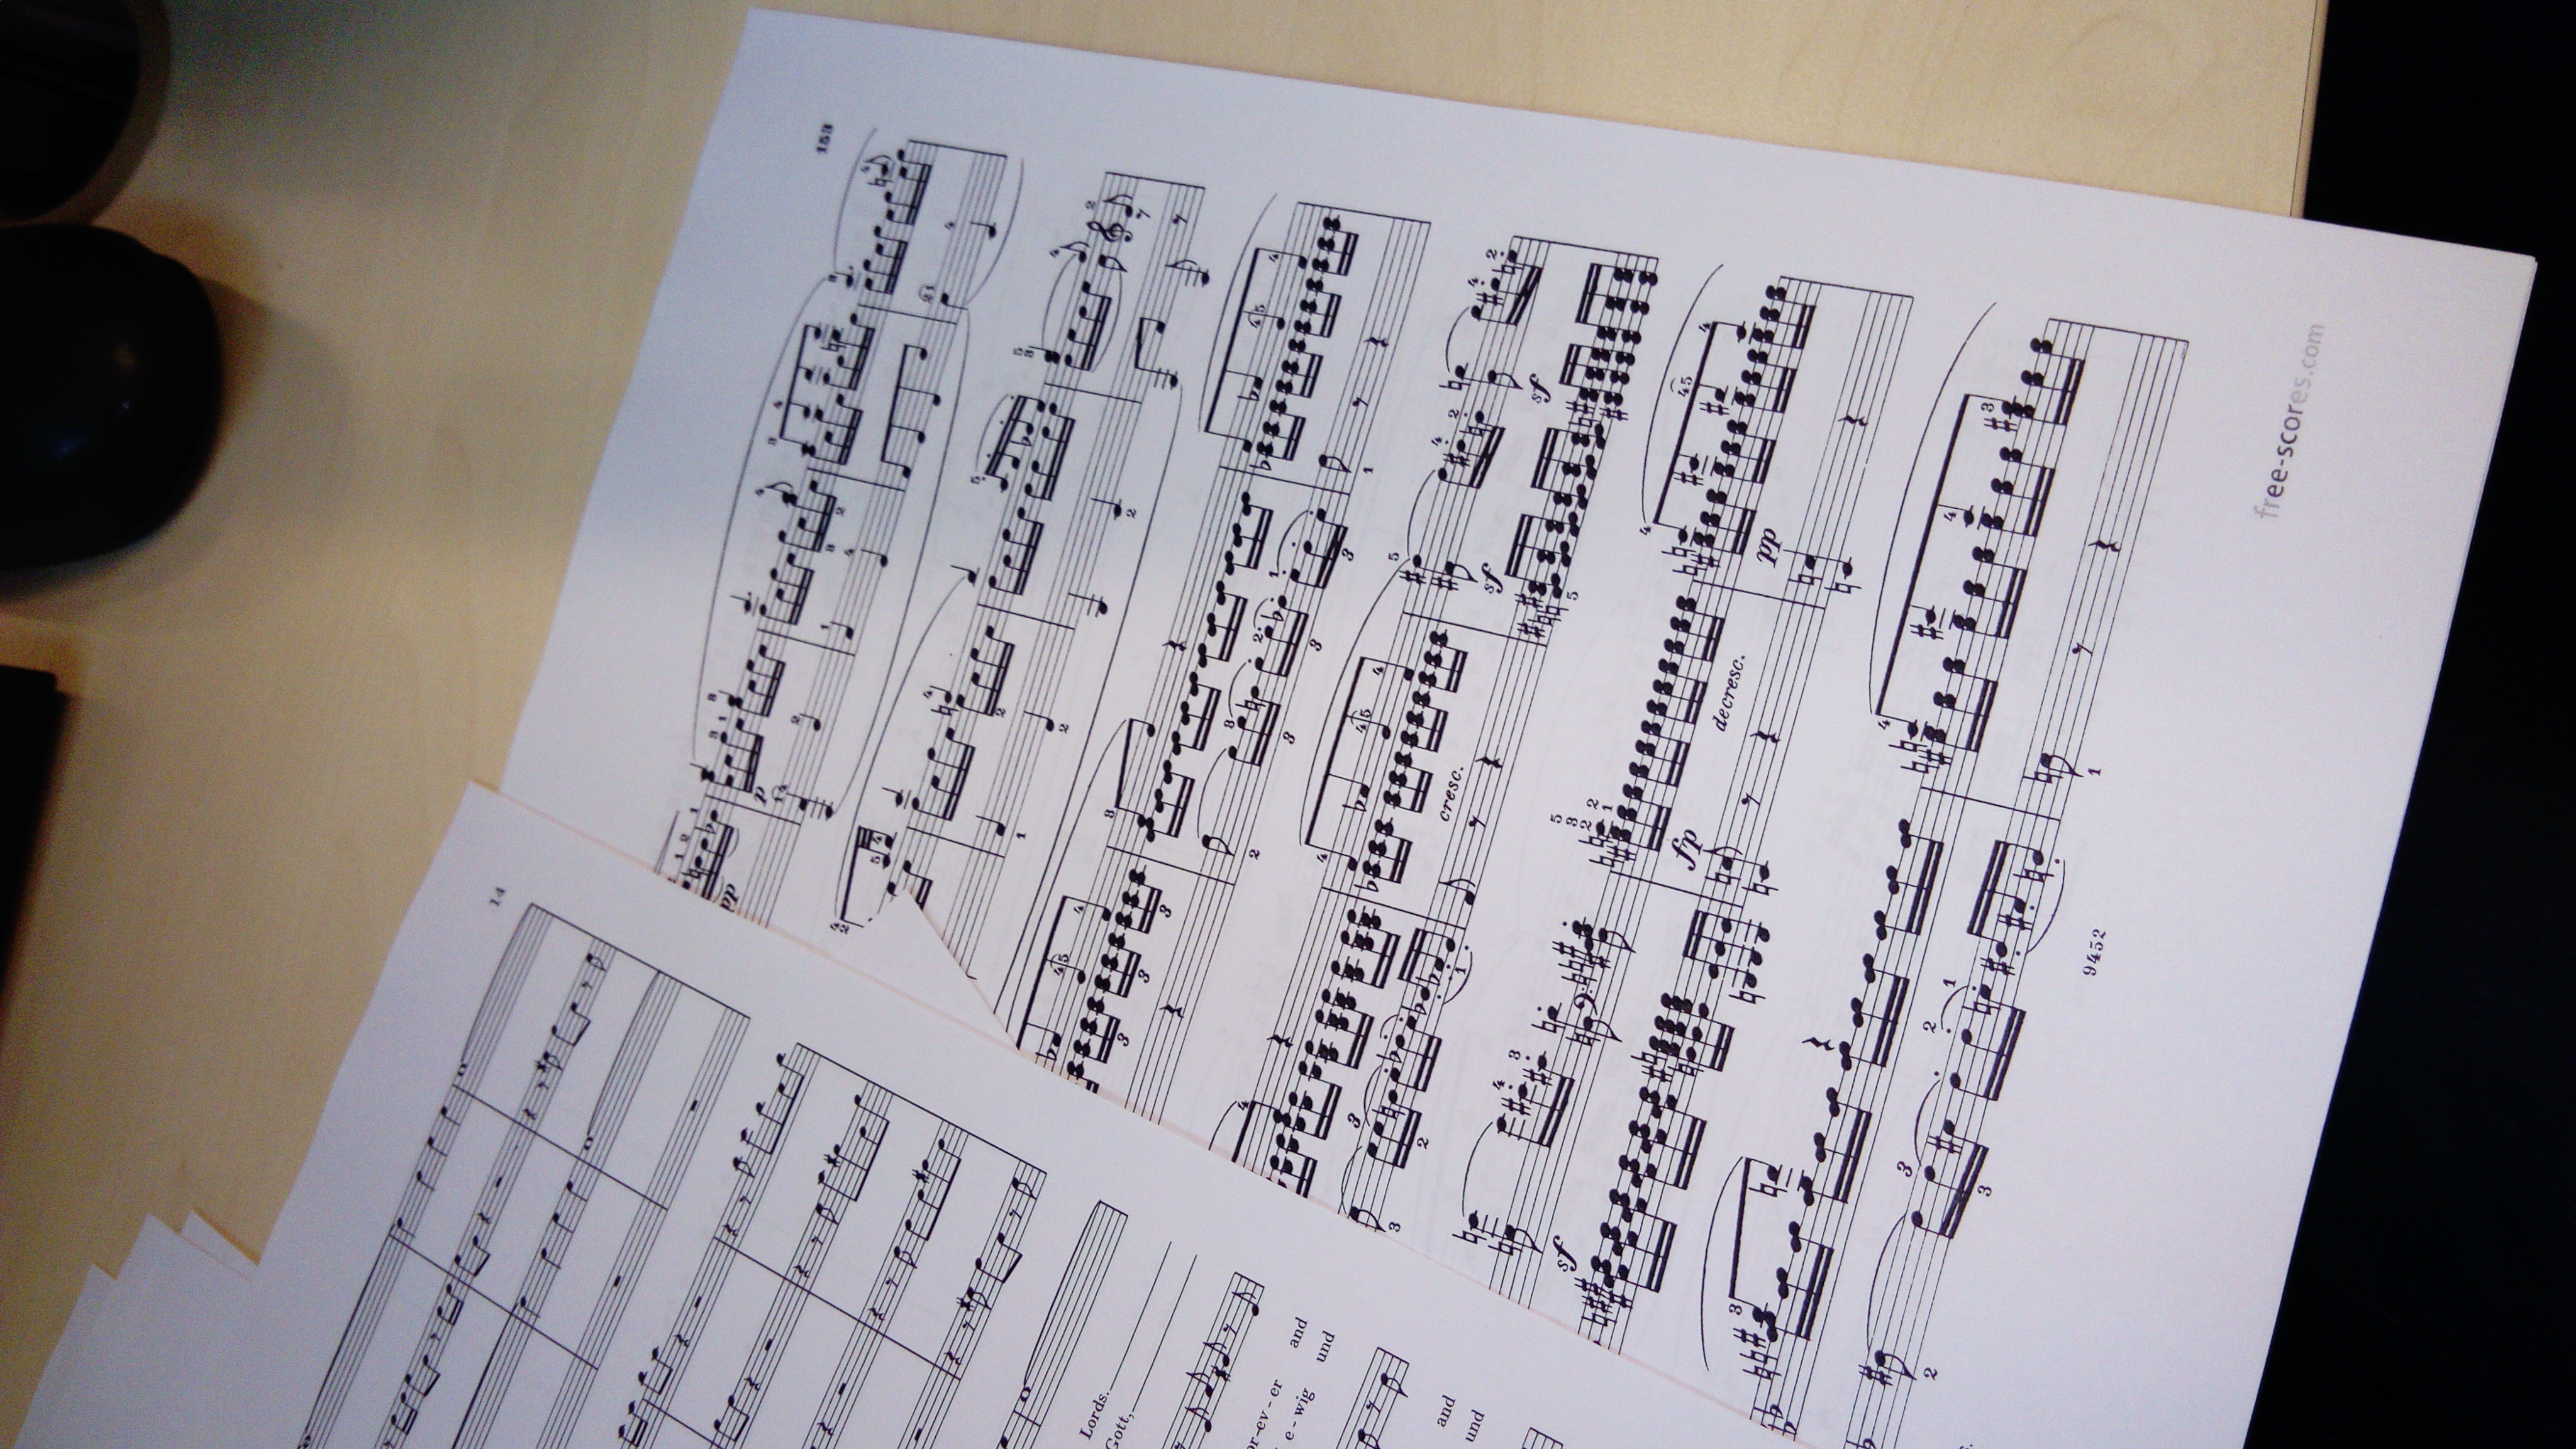 14
Lords.
Gott,
or-ev-er and
e-wig und
and
und
153
pp
p
cresc.
sf
sf
sf
fp
decresc.
pp
9452
free-scores.com